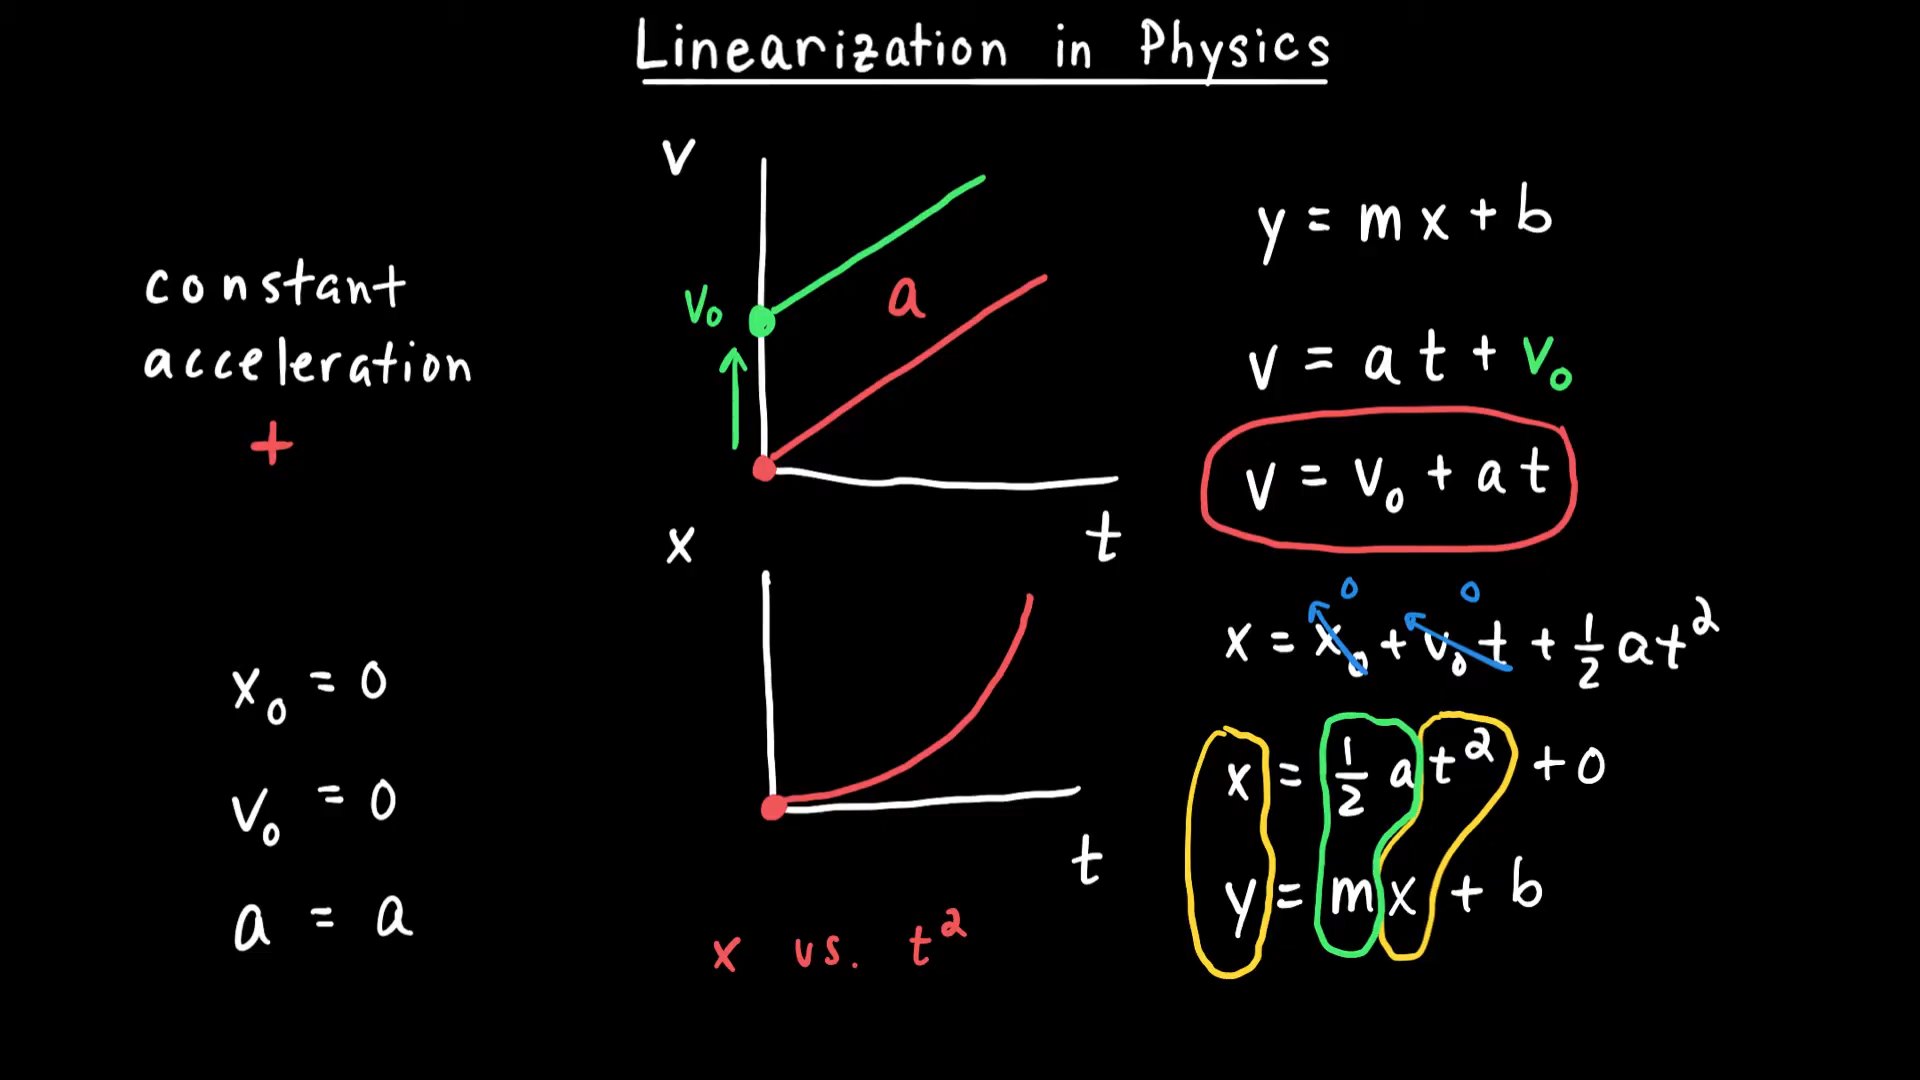 Linearization in Physics
constant
acceleration
+
x₀ = 0
v₀ = 0
a = a
v
v₀
a
t
x
t
x vs. t²
y = mx + b
v = at + v₀
v = v₀ + at
0 0
x = x₀ + v₀t + ½at²
x = ½at² + 0
y = mx + b